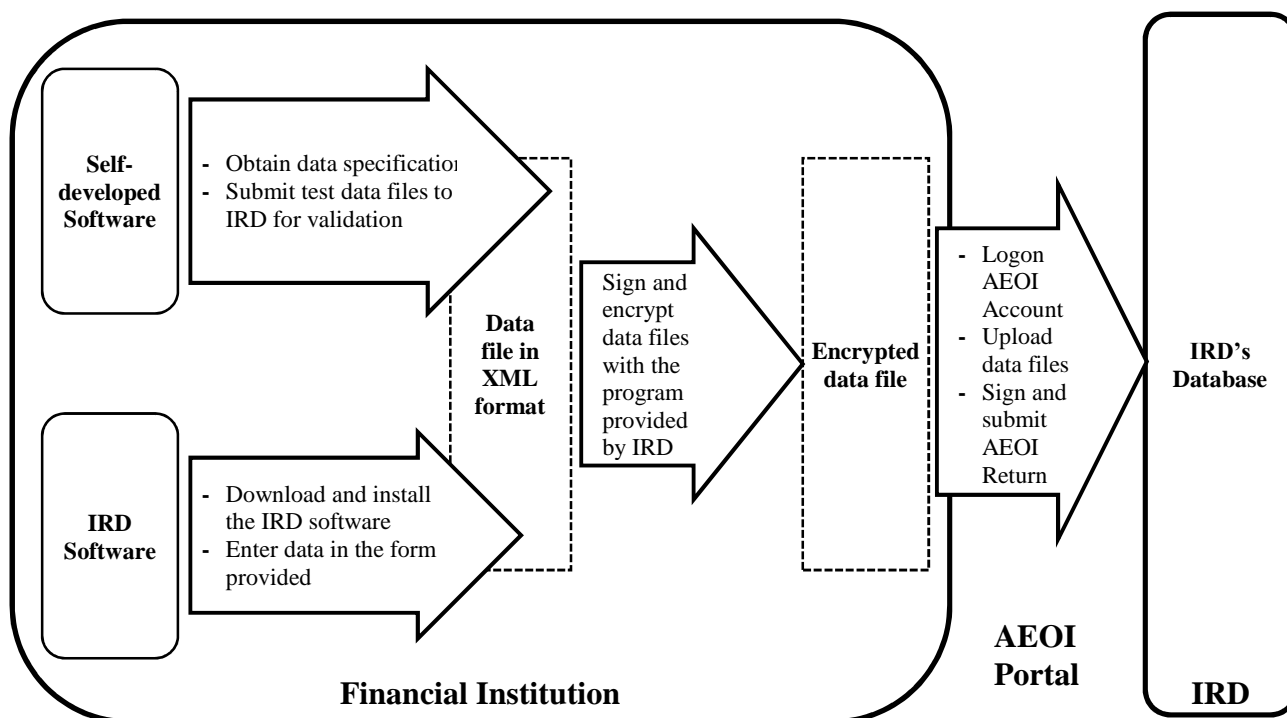 Self-
developed
Software
- Obtain data specification
- Submit test data files to
IRD for validation
IRD
Software
- Download and install
the IRD software
- Enter data in the form
provided
Data
file in
XML
format
Sign and
encrypt
data files
with the
program
provided
by IRD
Encrypted
data file
- Logon
AEOI
Account
- Upload
data files
- Sign and
submit
AEOI
Return
IRD's
Database
Financial Institution
AEOI
Portal
IRD